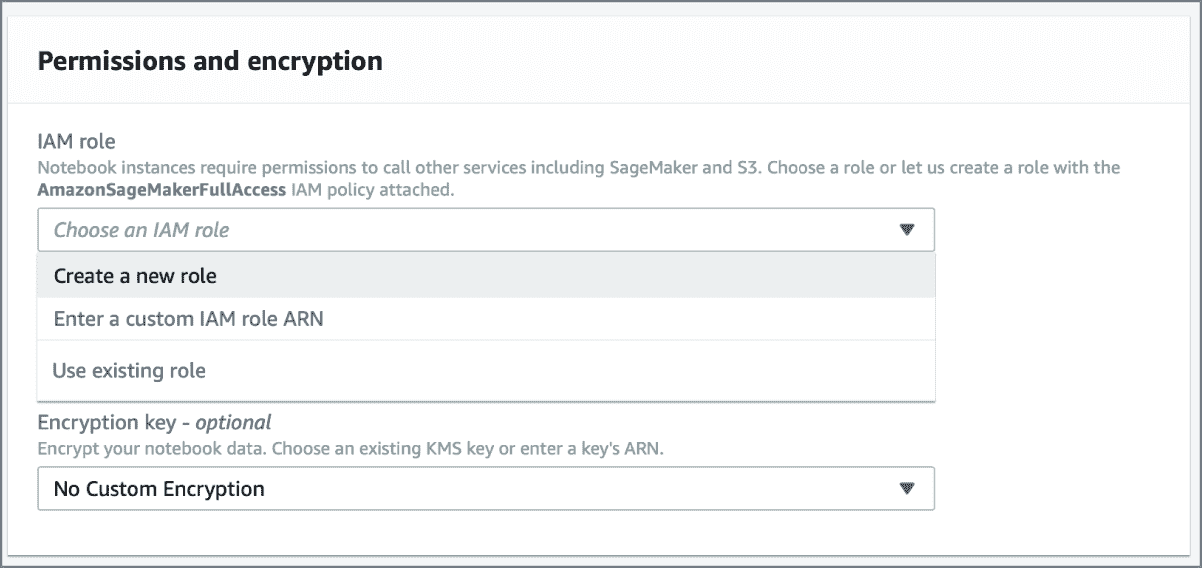 Permissions and encryption
IAM role
Notebook instances require permissions to call other services including SageMaker and S3. Choose a role or let us create a role with the
AmazonSageMakerFullAccess IAM policy attached.
Choose an IAM role
Create a new role
Enter a custom IAM role ARN
Use existing role
Encryption key - optional
Encrypt your notebook data. Choose an existing KMS key or enter a key's ARN.
No Custom Encryption